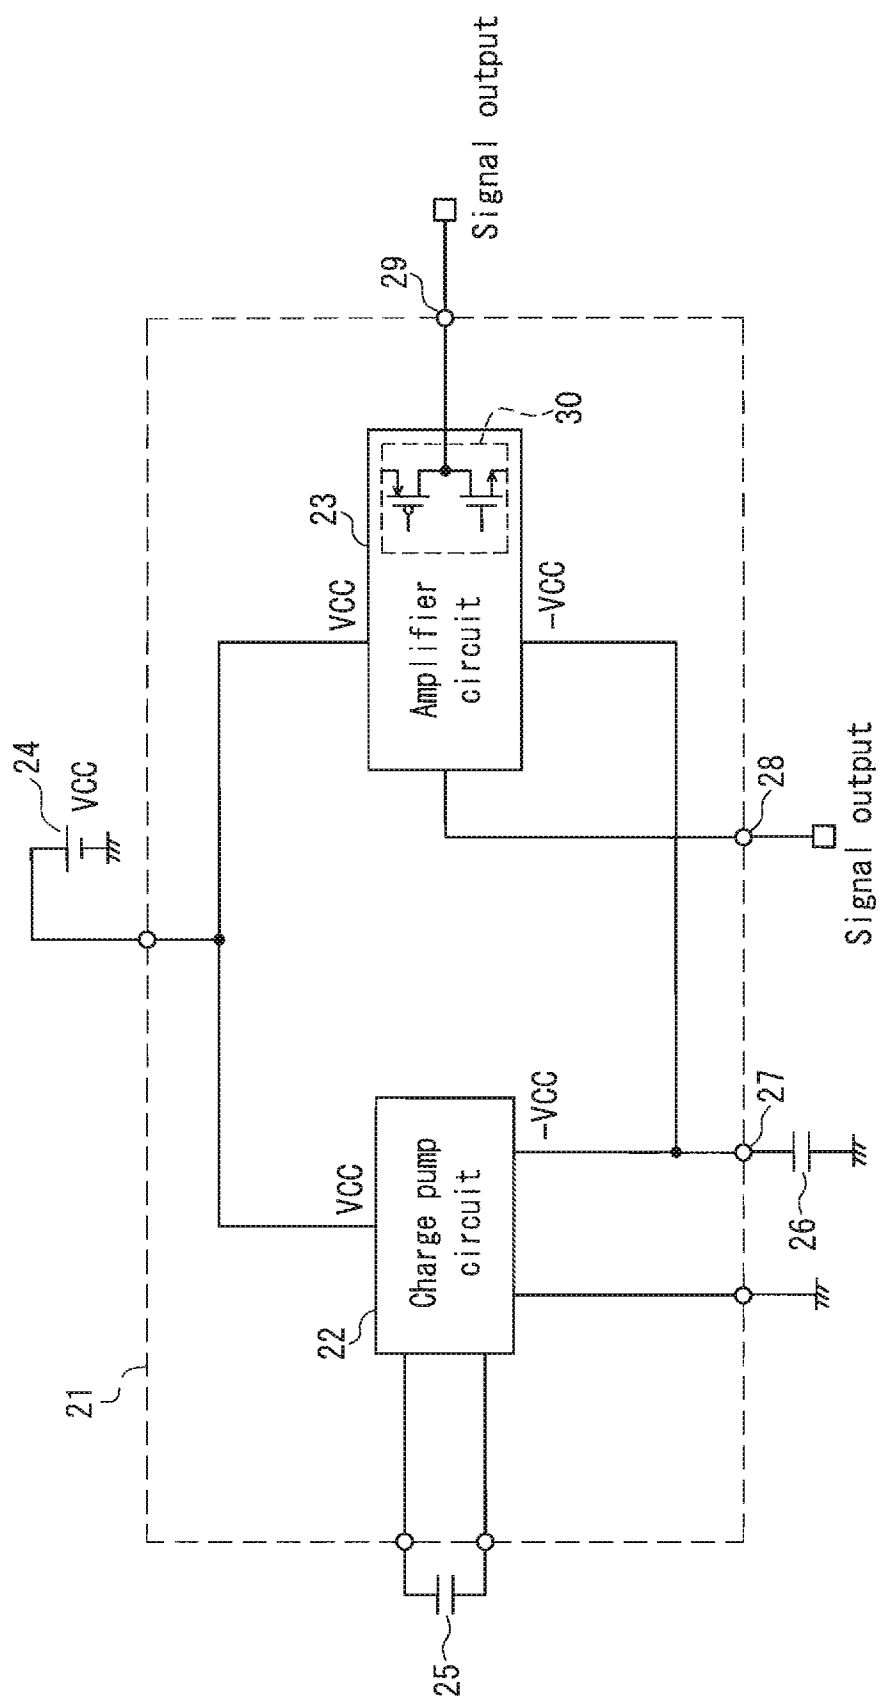 24
VCC
21
22
VCC
Charge pump
circuit
-VCC
25
26
27
VCC
23
Amplifier
circuit
-VCC
30
29
Signal output
28
Signal output